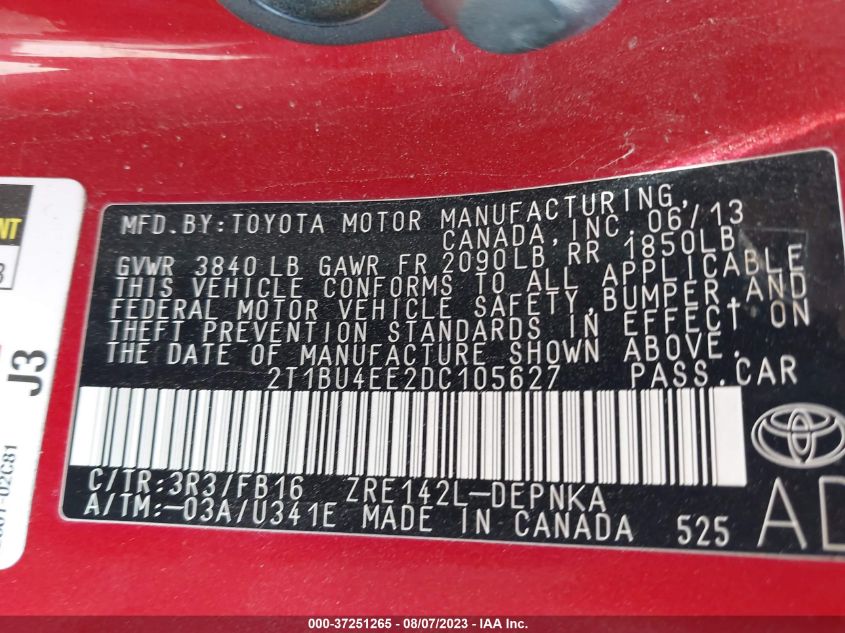 MFD.BY:TOYOTA MOTOR MANUFACTURING,
CANADA, INC. 06/13
GVWR 3840 LB GAWR FR 2090LB RR 1850LB
THIS VEHICLE CONFORMS TO ALL APPLICABLE
FEDERAL MOTOR VEHICLE SAFETY, BUMPER, AND
THEFT PREVENTION STANDARDS IN EFFECT ON
THE DATE OF MANUFACTURE SHOWN ABOVE.
2T1BU4EE2DC105627 PASS.CAR
C/TR:3R3/FB16 ZRE142L-DEPNKA
A/TM:-03A/U341E MADE IN CANADA 525
AD
J3
000-37251265 - 08/07/2023 - IAA Inc.